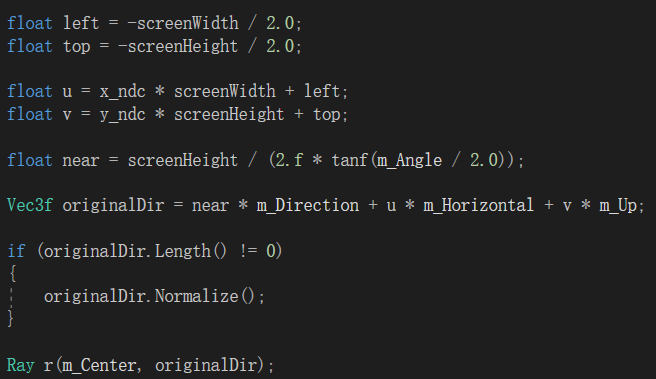 float left = -screenWidth / 2.0;
float top = -screenHeight / 2.0;
float u = x_ndc * screenWidth + left;
float v = y_ndc * screenHeight + top;
float near = screenHeight / (2.f * tanf(m_Angle / 2.0));
Vec3f originalDir = near * m_Direction + u * m_Horizontal + v * m_Up;
if (originalDir.Length() != 0)
{
    originalDir.Normalize();
}
Ray r(m_Center, originalDir);